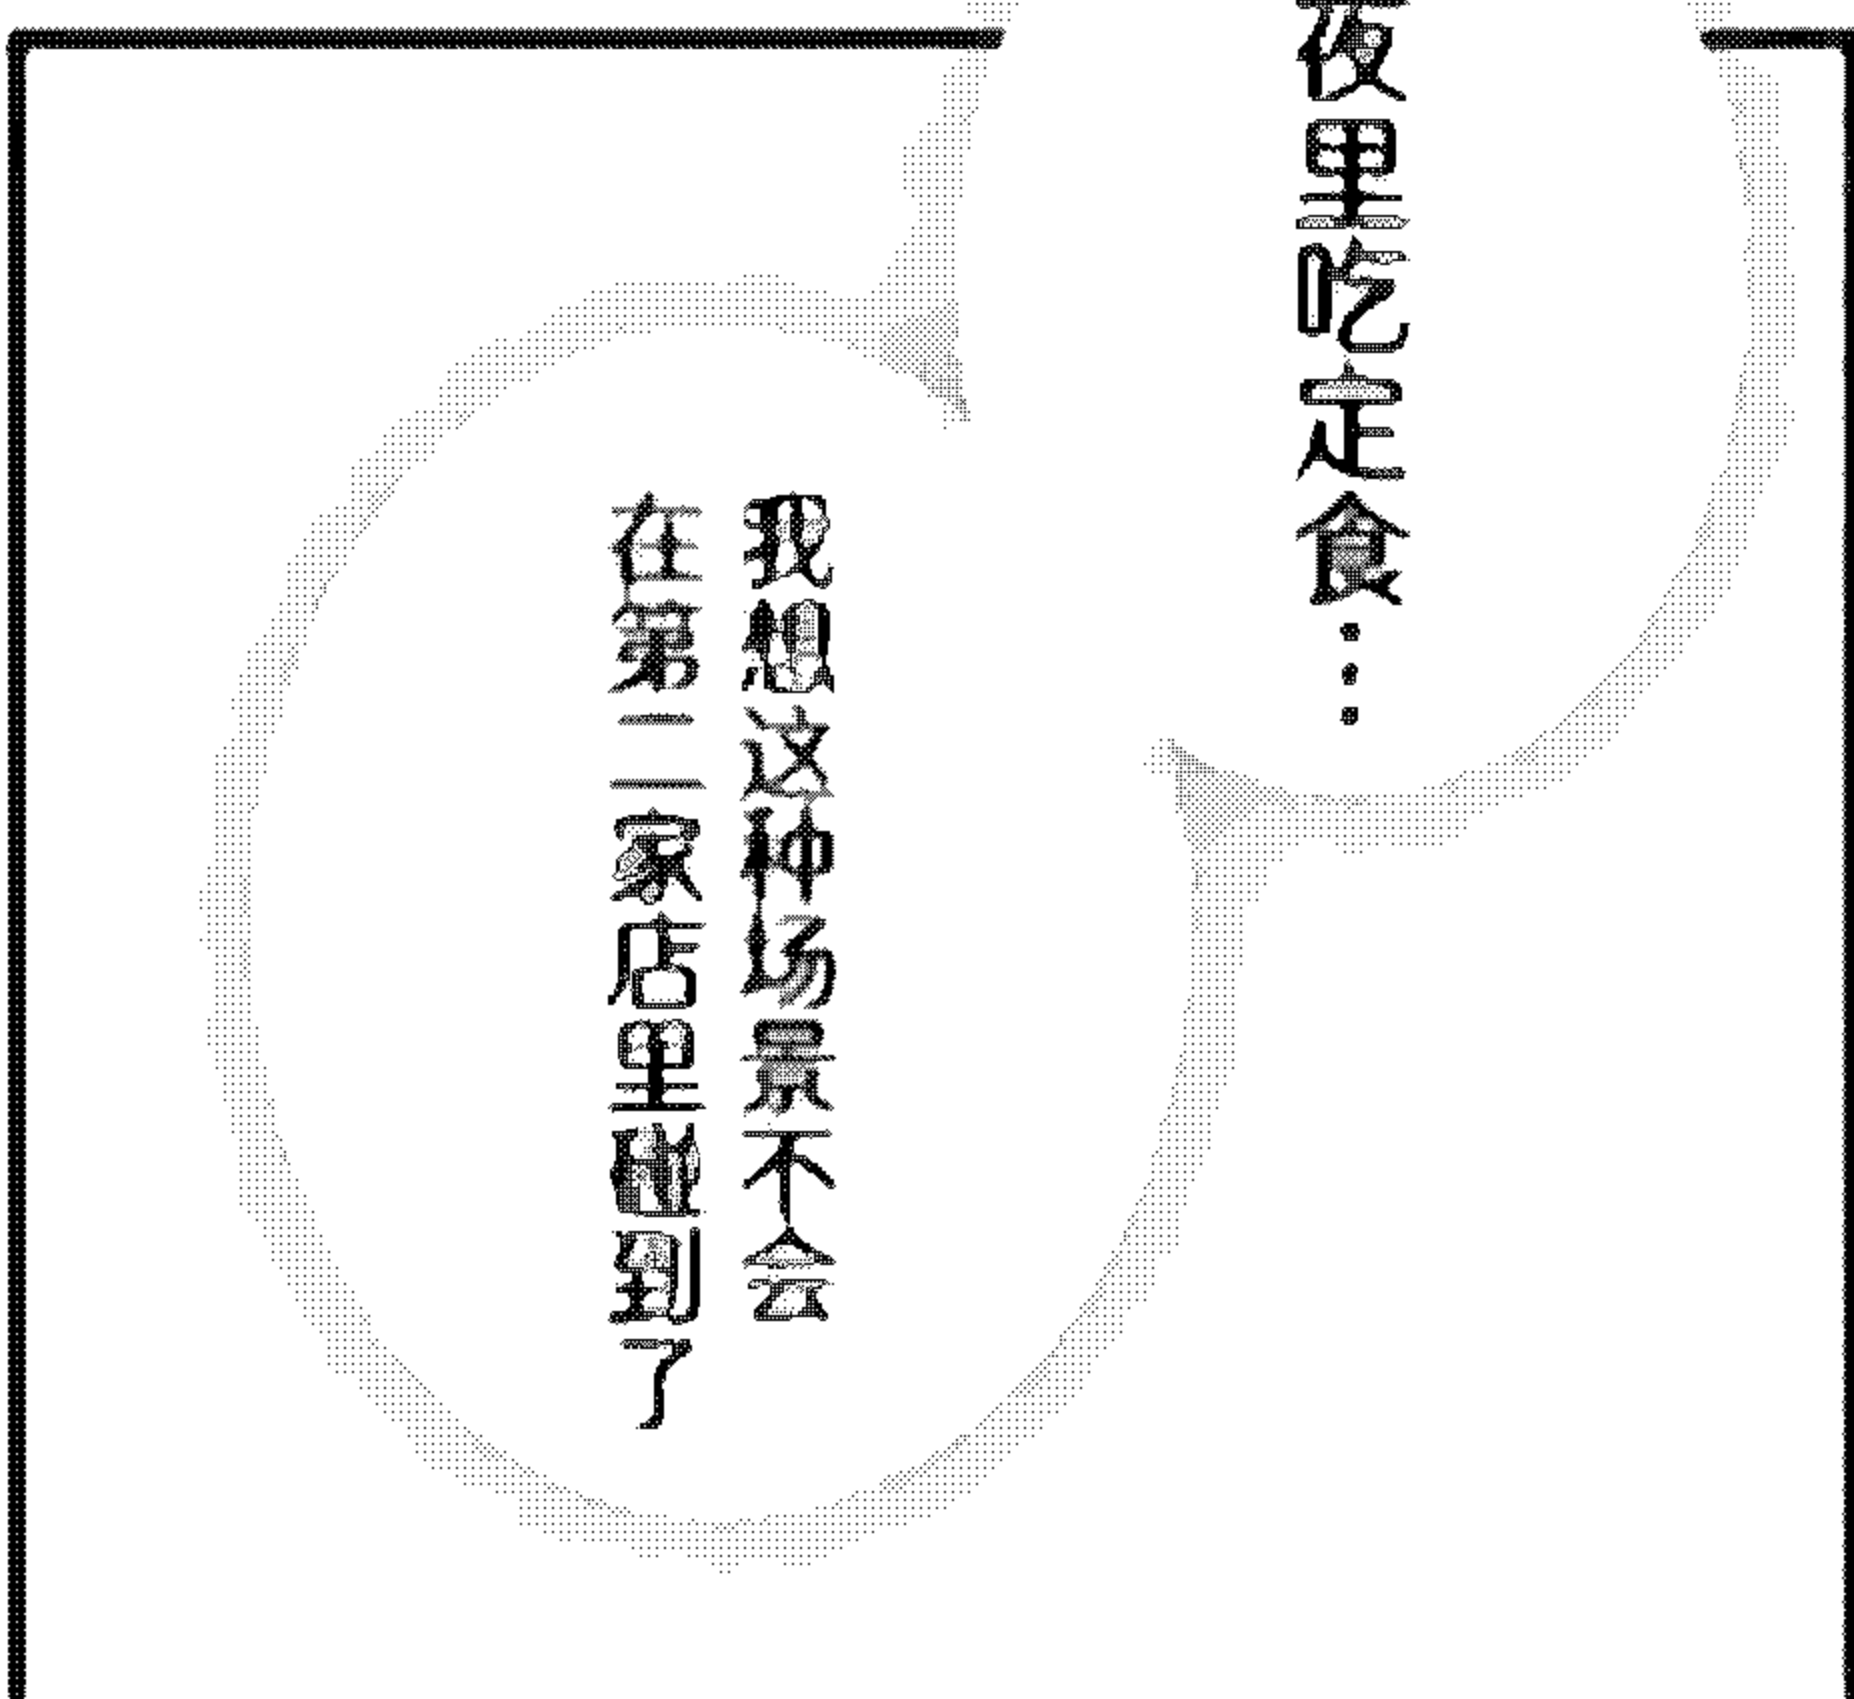 夜里吃定食…
我想这种场景不会
在第二家店里碰到了